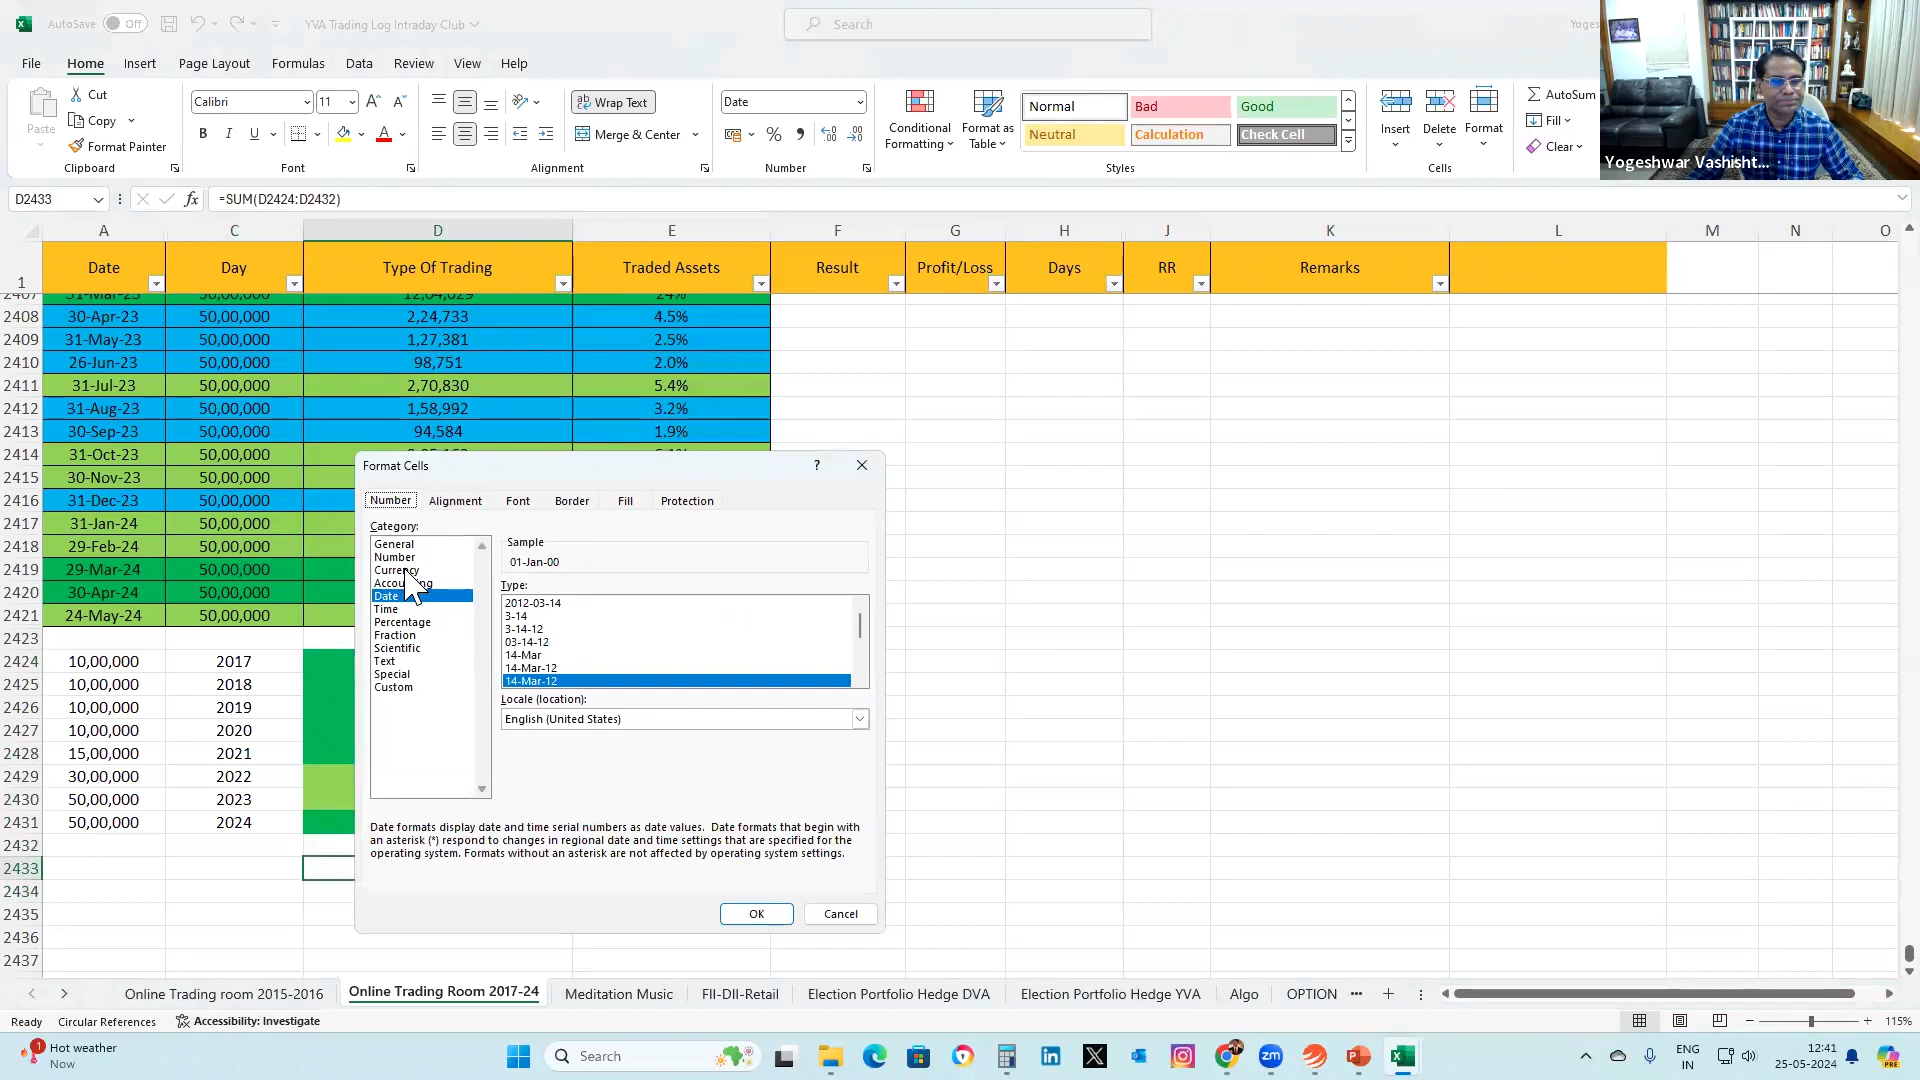 AutoSave Off YVA Trading Log Intraday Club Search Yoges
File Home Insert Page Layout Formulas Data Review View Help
Paste Cut Copy Format Painter Clipboard
Calibri 11 B I U A A Font
Wrap Text Merge & Center Alignment
Date % , Number
Conditional Formatting Format as Table
Normal Bad Good
Neutral Calculation Check Cell
Styles
Insert Delete Format Cells
AutoSum
Fill
Clear
Yogeshwar Vashisht...
D2433 fx =SUM(D2424:D2432)
A C D E F G H J K L M N O
1 Date Day Type Of Trading Traded Assets Result Profit/Loss Days RR Remarks
2407 31-Mar-23 50,00,000 12,04,029 24%
2408 30-Apr-23 50,00,000 2,24,733 4.5%
2409 31-May-23 50,00,000 1,27,381 2.5%
2410 26-Jun-23 50,00,000 98,751 2.0%
2411 31-Jul-23 50,00,000 2,70,830 5.4%
2412 31-Aug-23 50,00,000 1,58,992 3.2%
2413 30-Sep-23 50,00,000 94,584 1.9%
2414 31-Oct-23 50,00,000
2415 30-Nov-23 50,00,000
2416 31-Dec-23 50,00,000
2417 31-Jan-24 50,00,000
2418 29-Feb-24 50,00,000
2419 29-Mar-24 50,00,000
2420 30-Apr-24 50,00,000
2421 24-May-24 50,00,000
2423
2424 10,00,000 2017
2425 10,00,000 2018
2426 10,00,000 2019
2427 10,00,000 2020
2428 15,00,000 2021
2429 30,00,000 2022
2430 50,00,000 2023
2431 50,00,000 2024
2432
2433
2434
2435
2436
2437
Format Cells ?
Number Alignment Font Border Fill Protection
Category:
General
Number
Currency
Accounting
Date
Time
Percentage
Fraction
Scientific
Text
Special
Custom
Sample
01-Jan-00
Type:
2012-03-14
3-14
3-14-12
03-14-12
14-Mar
14-Mar-12
14-Mar-12
Locale (location):
English (United States)
Date formats display date and time serial numbers as date values. Date formats that begin with
an asterisk (*) respond to changes in regional date and time settings that are specified for the
operating system. Formats without an asterisk are not affected by operating system settings.
OK Cancel
Online Trading room 2015-2016 Online Trading Room 2017-24 Meditation Music FII-DII-Retail Election Portfolio Hedge DVA Election Portfolio Hedge YVA Algo OPTION
Ready Circular References Accessibility: Investigate 115%
1 Hot weather
Now
Search
zm
ENG
IN
12:41
25-05-2024
PRE